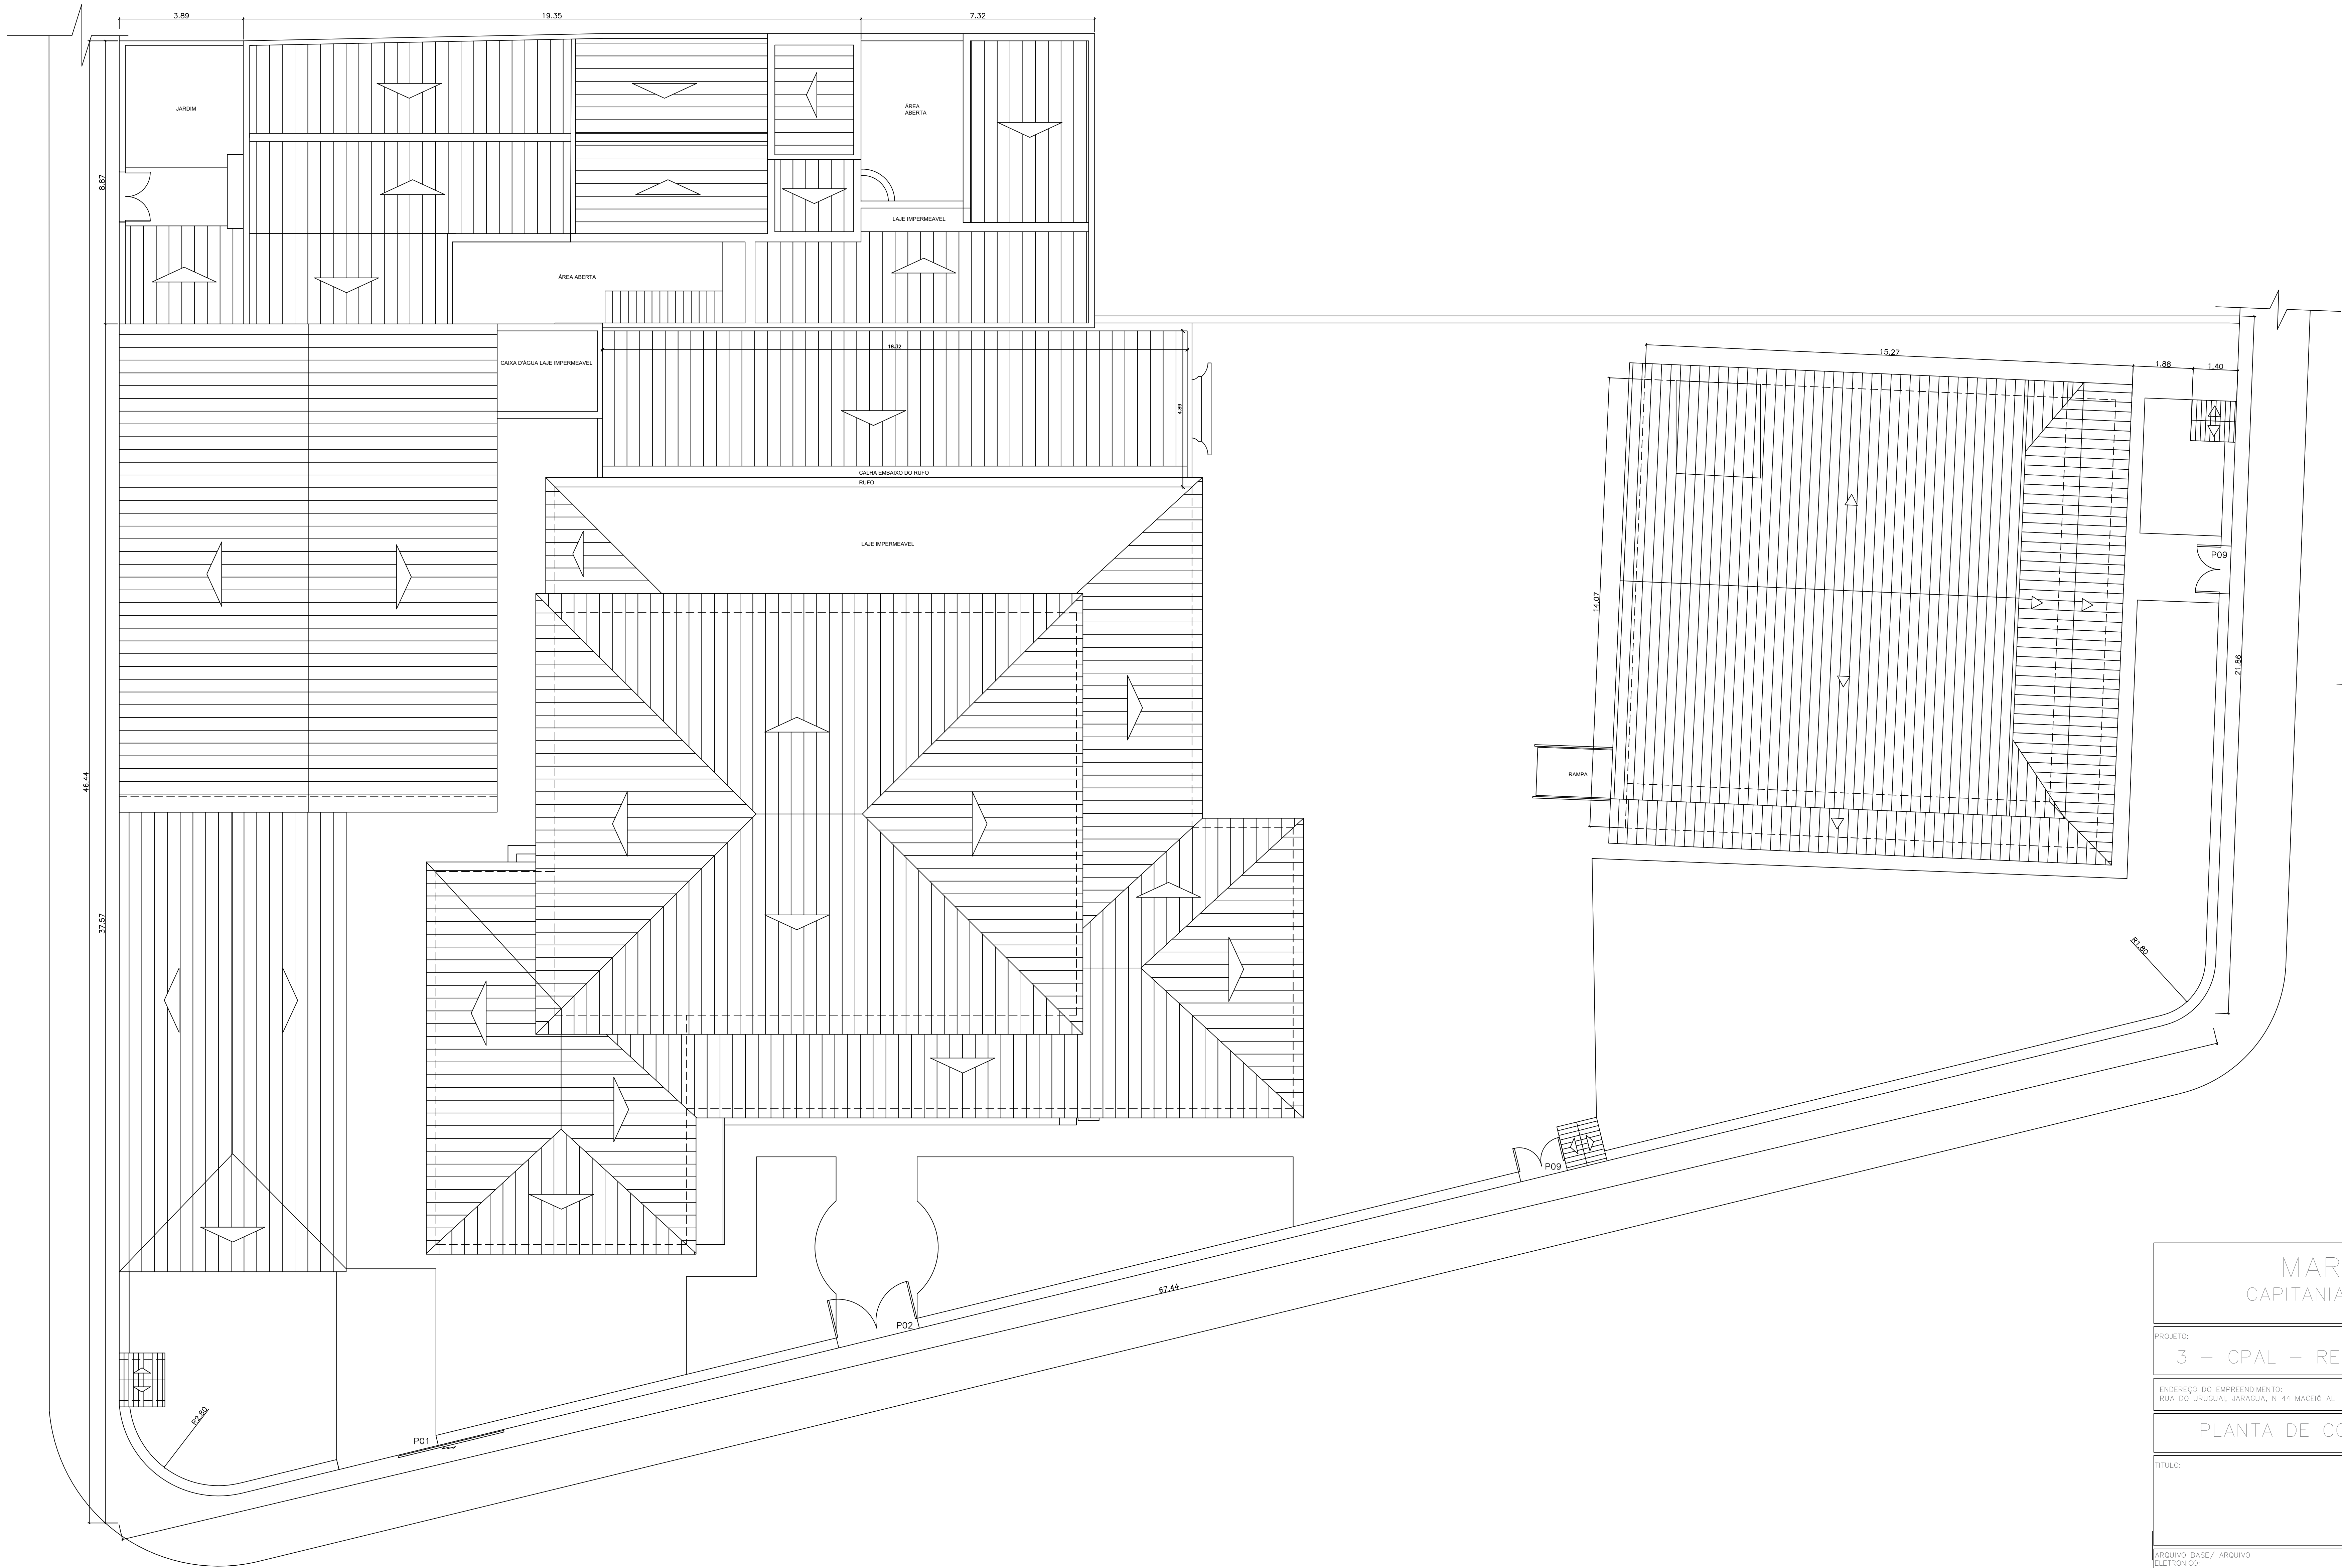 3.89
19.35
7.32
JARDIM
ÁREA
ABERTA
8.87
LAJE IMPERMEAVEL
ÁREA ABERTA
18.32
CAIXA D'ÁGUA LAJE IMPERMEAVEL
4.89
CALHA EMBAIXO DO RUFO
RUFO
LAJE IMPERMEAVEL
15.27
1.88
1.40
P09
14.07
21.86
RAMPA
46.44
37.57
R1.80
P09
67.44
P02
R2.80
P01
MAR
CAPITANIA
PROJETO:
3 - CPAL - RE
ENDEREÇO DO EMPREENDIMENTO:
RUA DO URUGUAI, JARAGUÁ, N 44 MACEIÓ AL
PLANTA DE CO
TITULO:
ARQUIVO BASE/ ARQUIVO
ELETRONICO: